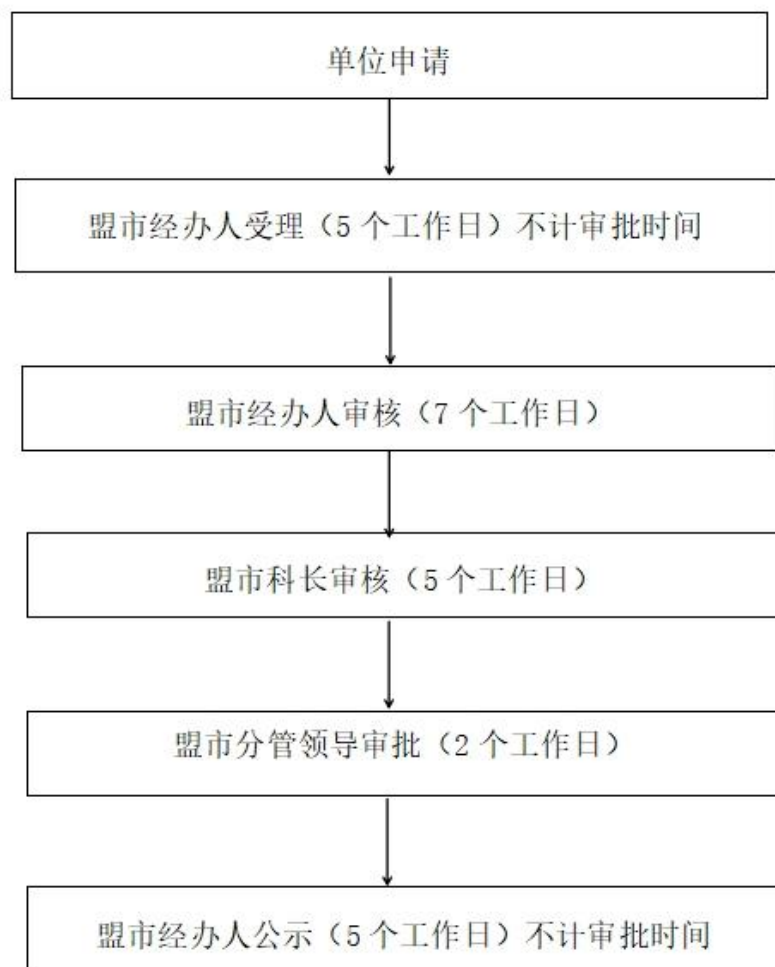 单位申请
盟市经办人受理（5 个工作日）不计审批时间
盟市经办人审核（7 个工作日）
盟市科长审核（5 个工作日）
盟市分管领导审批（2 个工作日）
盟市经办人公示（5 个工作日）不计审批时间